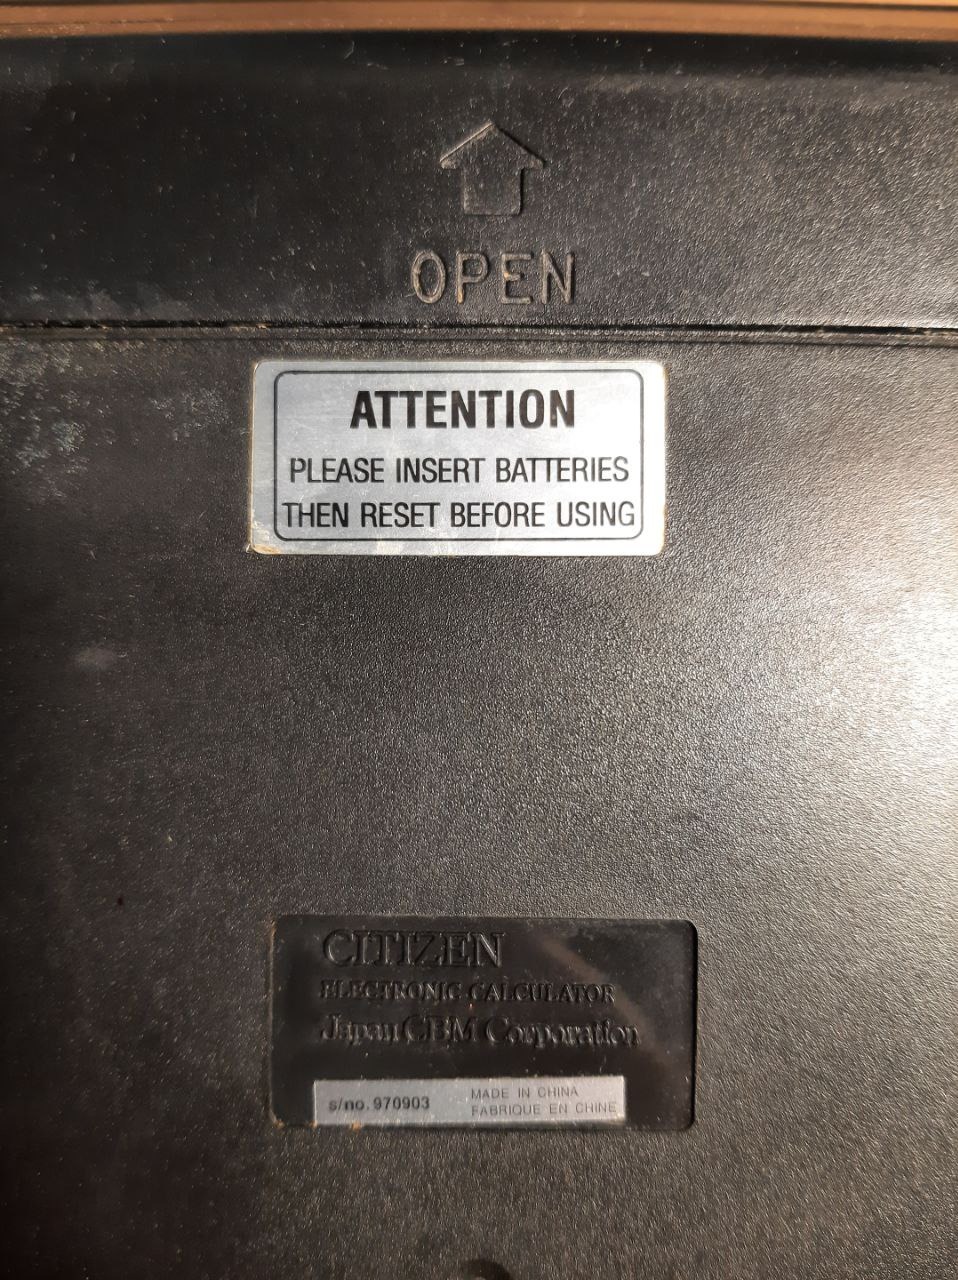 OPEN
ATTENTION
PLEASE INSERT BATTERIES
THEN RESET BEFORE USING
CITIZEN
ELECTRONIC CALCULATOR
Japan CBM Corporation
s/no. 970903
MADE IN CHINA
FABRIQUE EN CHINE